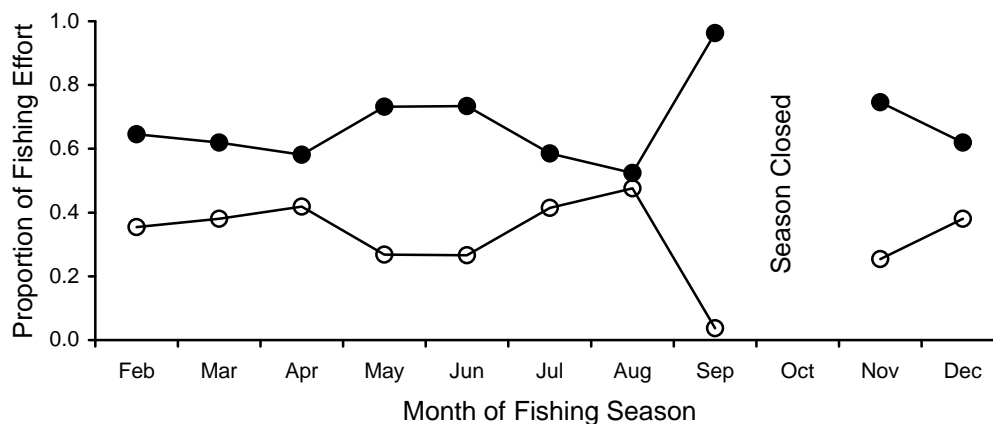 Proportion of Fishing Effort
1.0
0.8
0.6
0.4
0.2
0.0
Season Closed
Feb Mar Apr May Jun Jul Aug Sep Oct Nov Dec
Month of Fishing Season